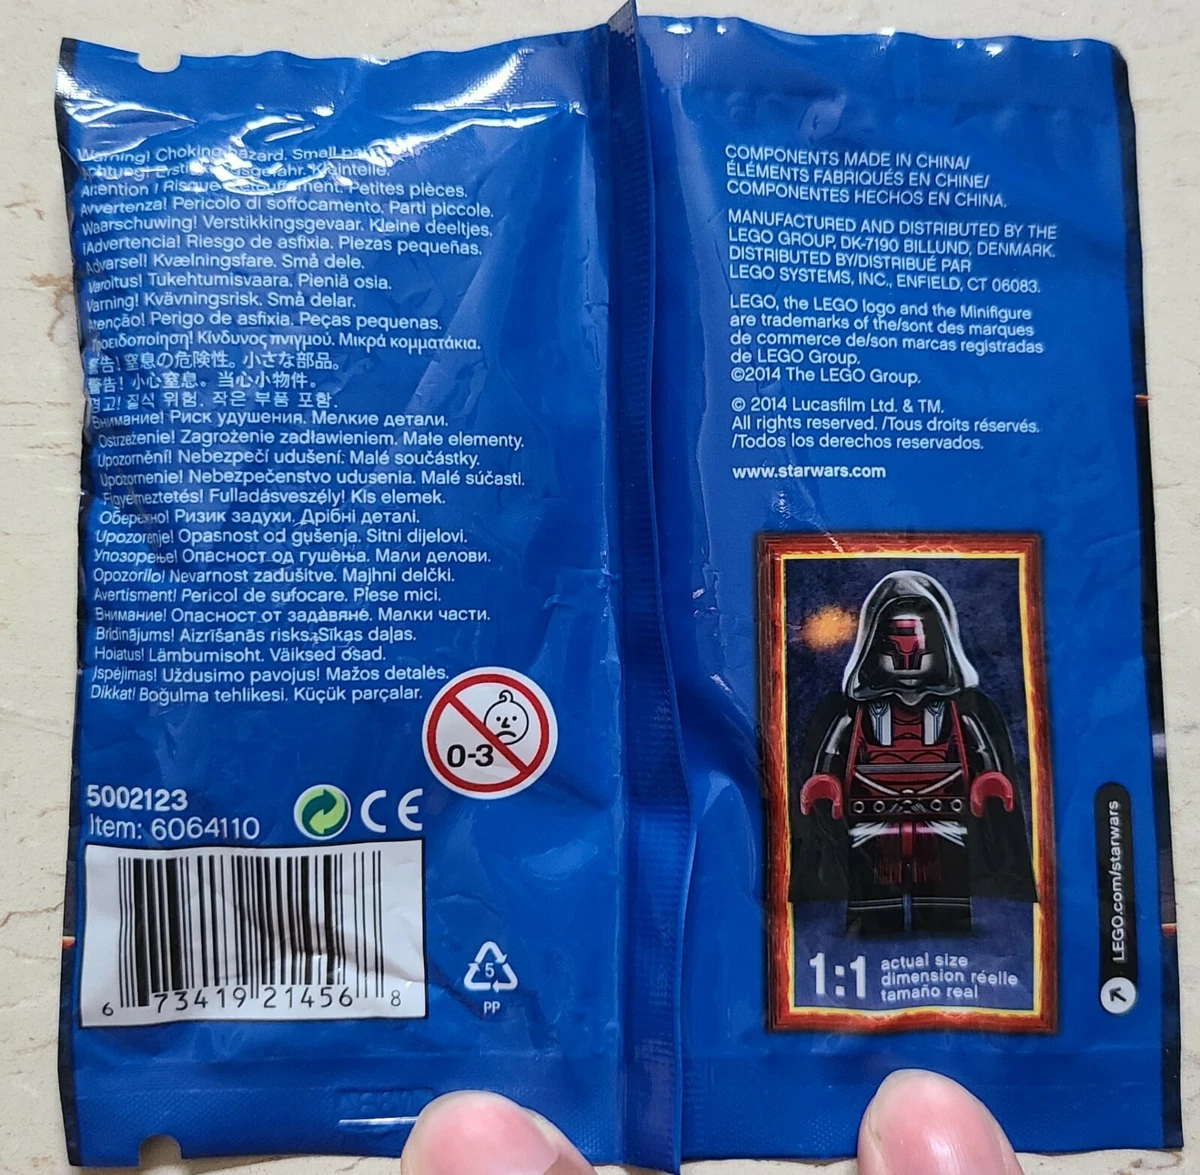 Warning! Choking hazard. Small
Achtung! Kleinteile.
Attention ! Risque Petites pièces.
Avvertenza! Pericolo di soffocamento. Parti piccole.
Waarschuwing! Verstikkingsgevaar. Kleine deeltjes.
¡Advertencia! Riesgo de asfixia. Piezas pequeñas.
Advarsel! Kvælningsfare. Små dele.
Varoitus! Tukehtumisvaara. Pieniä osia.
Varning! Kvävningsrisk. Små delar.
Atenção! Perigo de asfixia. Peças pequenas.
Προειδοποίηση! Κίνδυνος πνιγμού. Μικρά κομματάκια.
警告! 窒息の危険性。小さな部品。
警告! 小心窒息。当心小物件。
경고! 질식 위험. 작은 부품 포함.
Внимание! Риск удушения. Мелкие детали.
Ostrzeżenie! Zagrożenie zadławieniem. Małe elementy.
Upozornění! Nebezpečí udušení. Malé součástky.
Upozornenie! Nebezpečenstvo udusenia. Malé súčasti.
Figyelmeztetés! Fulladásveszély! Kis elemek.
Обережно! Ризик задухи. Дрібні деталі.
Upozorenje! Opasnost od gušenja. Sitni dijelovi.
Упозорење! Опасност од гушења. Мали делови.
Opozorilo! Nevarnost zadušitve. Majhni delčki.
Avertisment! Pericol de sufocare. Piese mici.
Внимание! Опасност от задавяне. Малки части.
Brīdinājums! Aizrīšanās risks. Sīkas daļas.
Hoiatus! Lämbumisoht. Väiksed osad.
Įspėjimas! Uždusimo pavojus! Mažos detalės.
Dikkat! Boğulma tehlikesi. Küçük parçalar.
0-3
5002123
Item: 6064110
CE
6 73419 21456 8
5
PP
COMPONENTS MADE IN CHINA/
ÉLÉMENTS FABRIQUÉS EN CHINE/
COMPONENTES HECHOS EN CHINA.
MANUFACTURED AND DISTRIBUTED BY THE
LEGO GROUP, DK-7190 BILLUND, DENMARK.
DISTRIBUTED BY/DISTRIBUÉ PAR
LEGO SYSTEMS, INC., ENFIELD, CT 06083.
LEGO, the LEGO logo and the Minifigure
are trademarks of the/sont des marques
de commerce de/son marcas registradas
de LEGO Group.
©2014 The LEGO Group.
© 2014 Lucasfilm Ltd. & TM.
All rights reserved. /Tous droits réservés.
/Todos los derechos reservados.
www.starwars.com
1:1 actual size
dimension réelle
tamaño real
LEGO.com/starwars